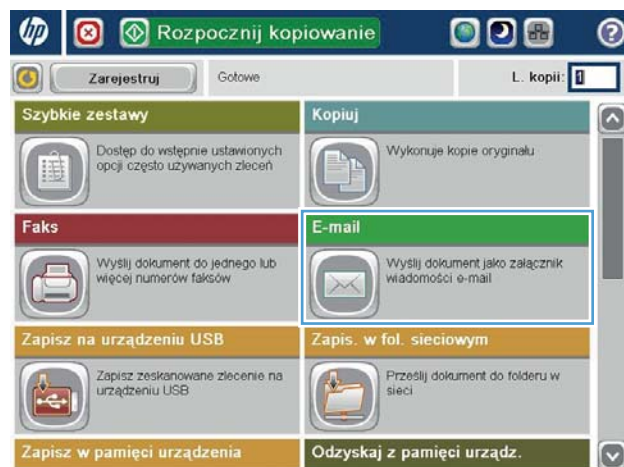 hp
Rozpocznij kopiowanie
?
Zarejestruj
Gotowe
L. kopii: 1
Szybkie zestawy
Dostęp do wstępnie ustawionych
opcji często używanych zleceń
Kopiuj
Wykonuje kopie oryginału
Faks
Wyślij dokument do jednego lub
więcej numerów faksów
E-mail
Wyślij dokument jako załącznik
wiadomości e-mail
Zapisz na urządzeniu USB
Zapisz zeskanowane zlecenie na
urządzeniu USB
Zapis. w fol. sieciowym
Prześlij dokument do folderu w
sieci
Zapisz w pamięci urządzenia
Odzyskaj z pamięci urządz.